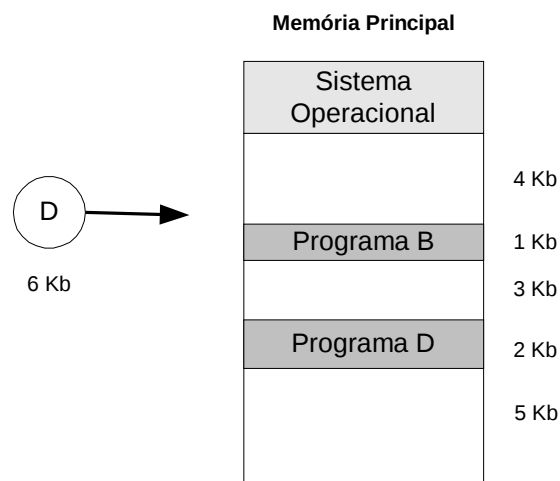 Memória Principal
Sistema
Operacional
4 Kb
D
Programa B
1 Kb
6 Kb
3 Kb
Programa D
2 Kb
5 Kb